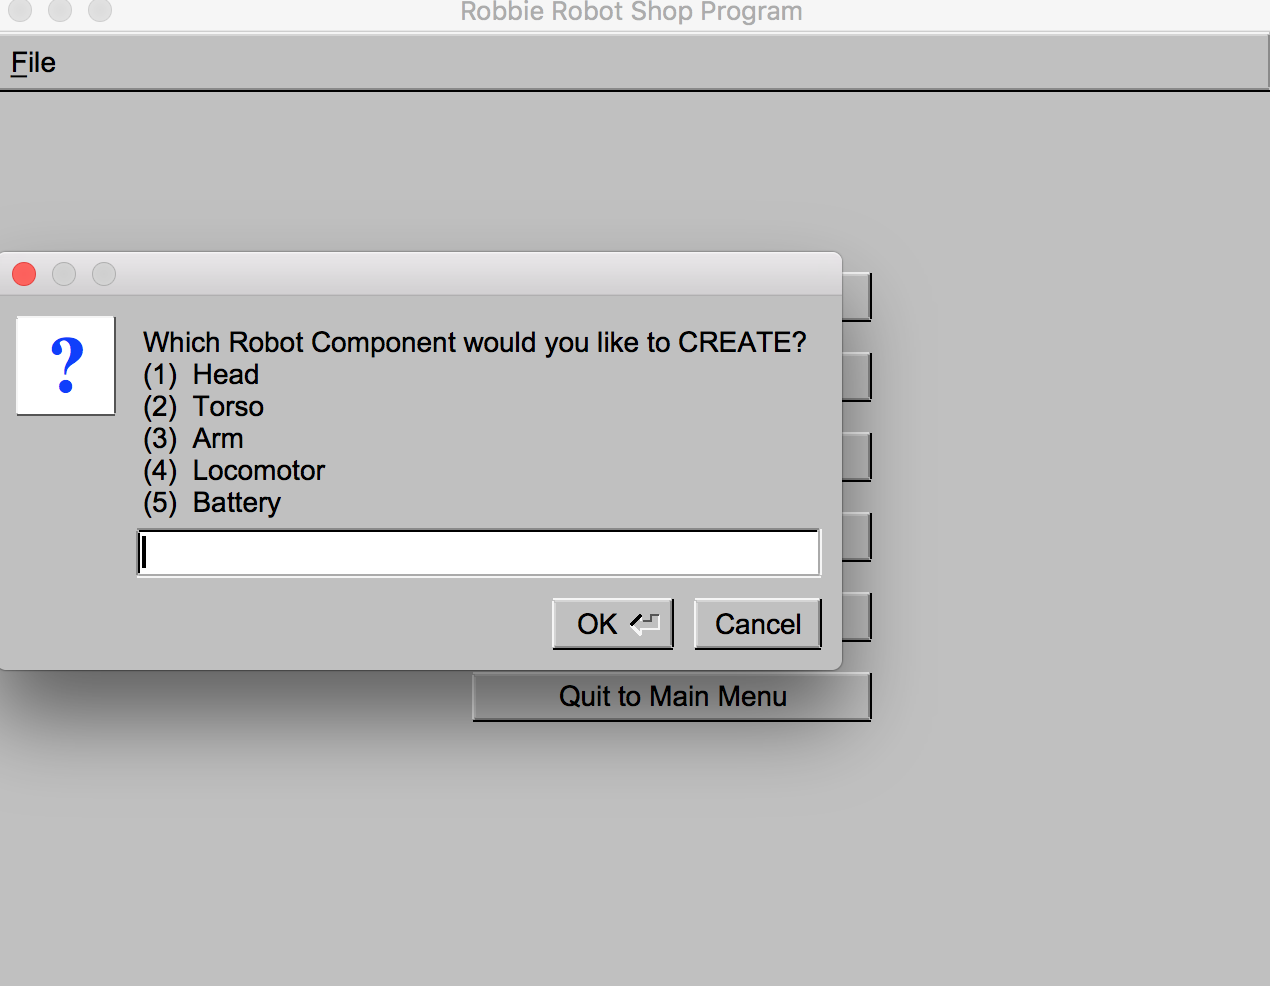 Robbie Robot Shop Program
File
?
Which Robot Component would you like to CREATE?
(1) Head
(2) Torso
(3) Arm
(4) Locomotor
(5) Battery
OK
Cancel
Quit to Main Menu